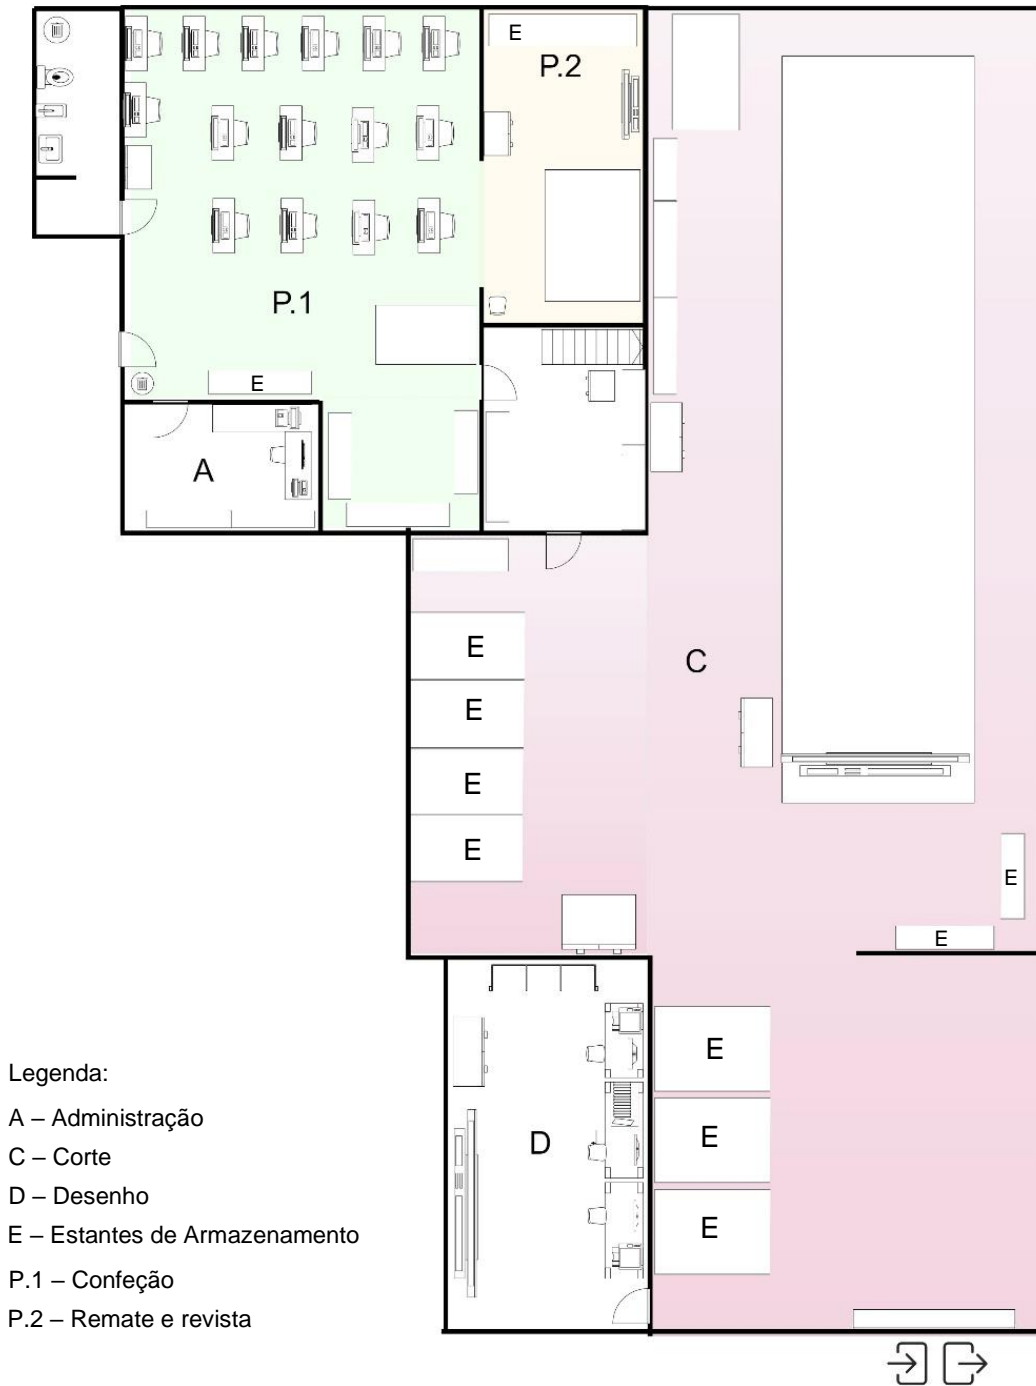 E
P.2
P.1
E
A
C
E
E
E
E
E
E
E
D
E
E
Legenda:
A – Administração
C – Corte
D – Desenho
E – Estantes de Armazenamento
P.1 – Confeção
P.2 – Remate e revista